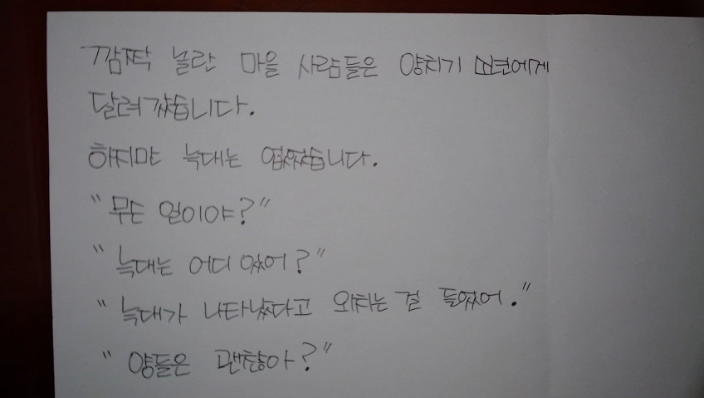 깜짝 놀란 마을 사람들은 양치기 소년에게
달려갔습니다.
하지만 늑대는 없었습니다.
"무슨 일이야?"
"늑대는 어디 있어?"
"늑대가 나타났다고 외치는 걸 들었어."
"양들은 괜찮아?"